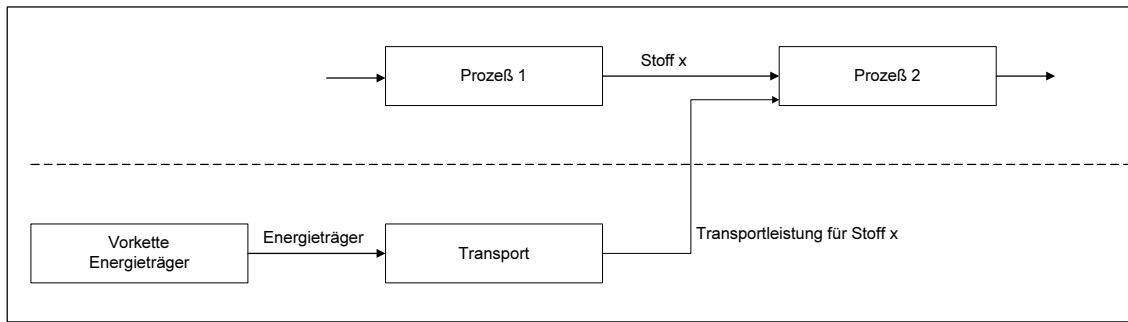 Prozeß 1
Stoff x
Prozeß 2
Vorkette
Energieträger
Energieträger
Transport
Transportleistung für Stoff x